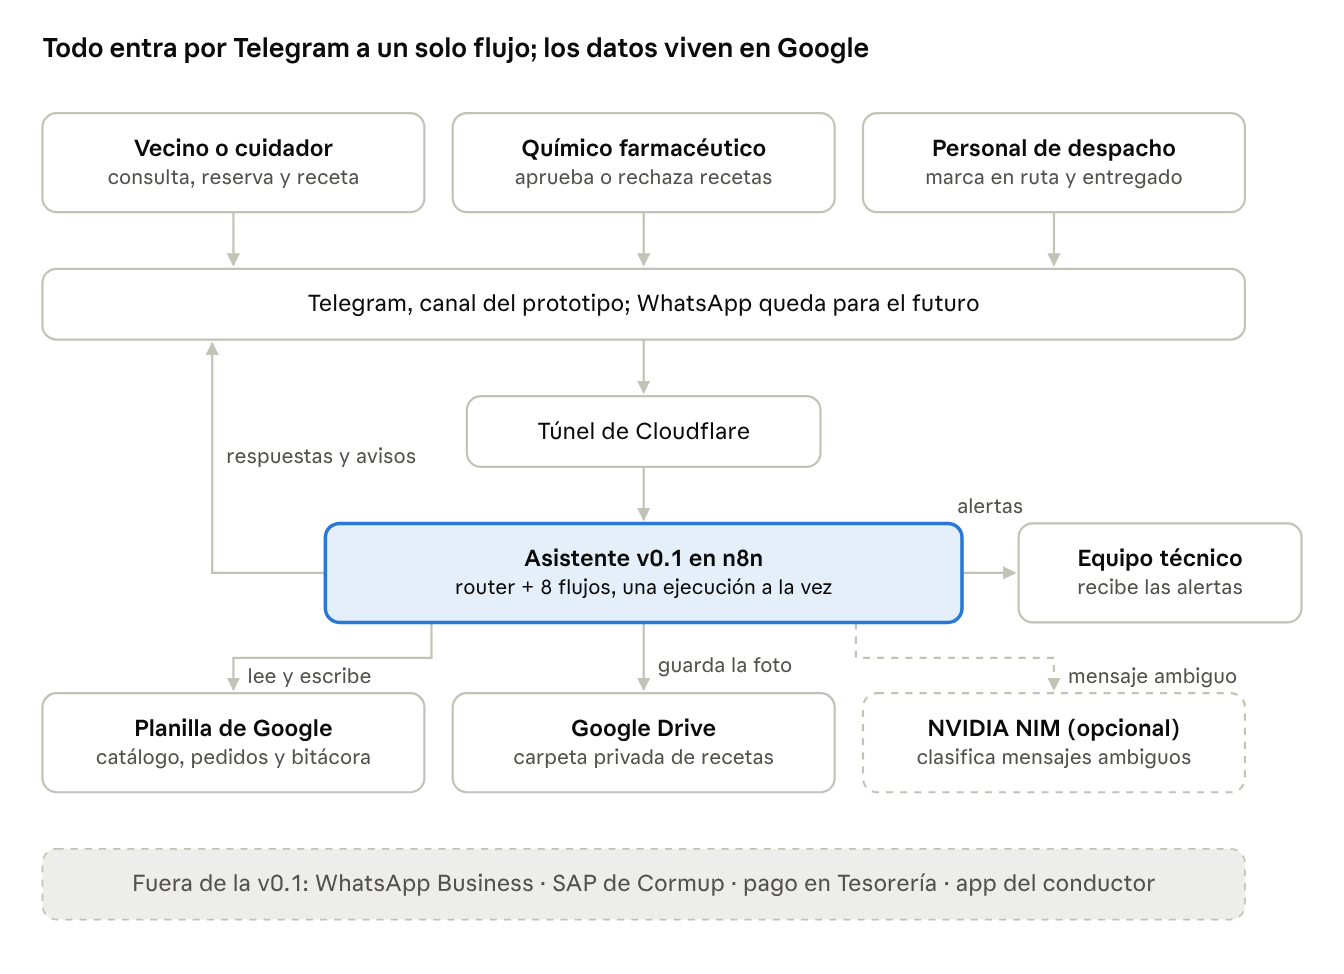 Todo entra por Telegram a un solo flujo; los datos viven en Google
Vecino o cuidador
consulta, reserva y receta
Químico farmacéutico
aprueba o rechaza recetas
Personal de despacho
marca en ruta y entregado
Telegram, canal del prototipo; WhatsApp queda para el futuro
Túnel de Cloudflare
respuestas y avisos
alertas
Asistente v0.1 en n8n
router + 8 flujos, una ejecución a la vez
Equipo técnico
recibe las alertas
lee y escribe
guarda la foto
mensaje ambiguo
Planilla de Google
catálogo, pedidos y bitácora
Google Drive
carpeta privada de recetas
NVIDIA NIM (opcional)
clasifica mensajes ambiguos
Fuera de la v0.1: WhatsApp Business · SAP de Cormup · pago en Tesorería · app del conductor